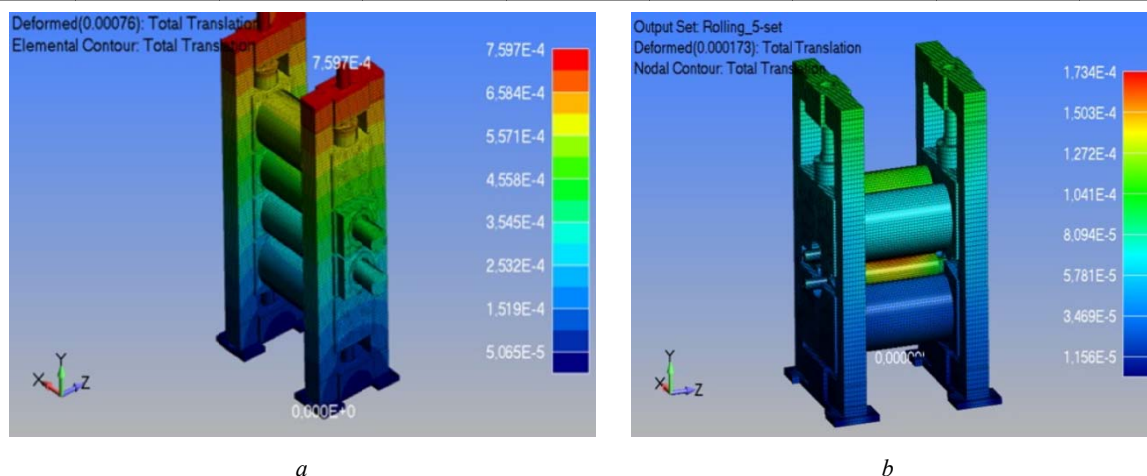 Deformed(0.00076): Total Translation
Elemental Contour: Total Translation
7,597E-4
7,597E-4
6,584E-4
5,571E-4
4,558E-4
3,545E-4
2,532E-4
1,519E-4
5,065E-5
0,000E+0
Y
X
Z
a
Output Set: Rolling_5-set
Deformed(0.000173): Total Translation
Nodal Contour: Total Translation
1.734E-4
1,503E-4
1,272E-4
1,041E-4
8,094E-5
5,781E-5
3,469E-5
1,156E-5
Y
X
Z
b